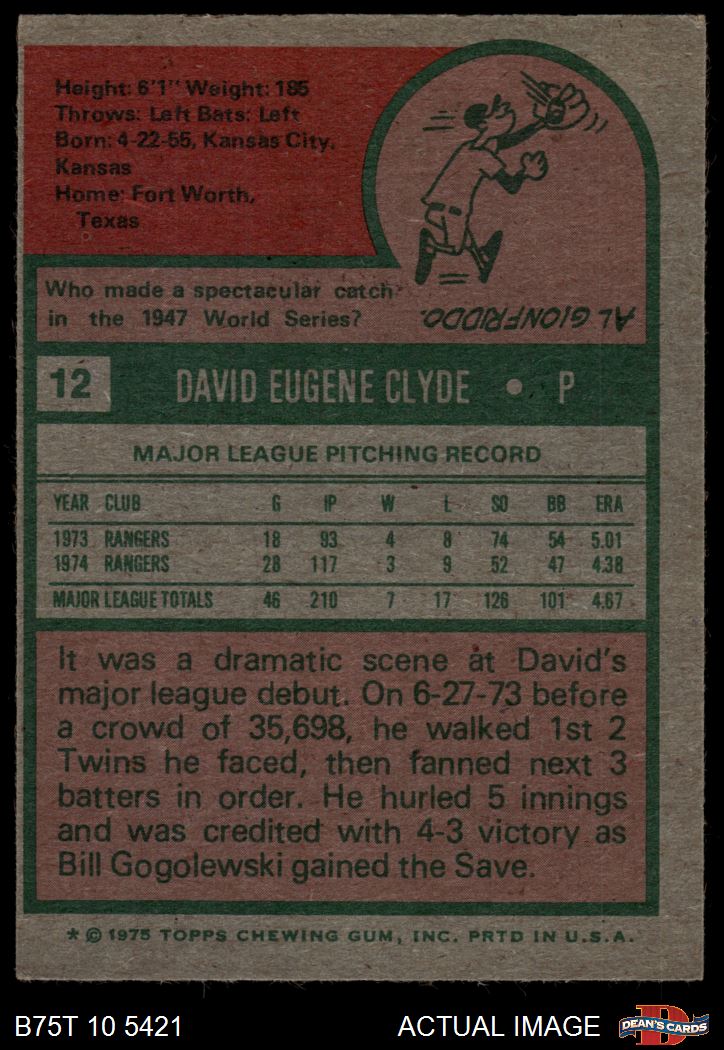 Height: 6'1" Weight: 185
Throws: Left Bats: Left
Born: 4-22-55, Kansas City,
Kansas
Home: Fort Worth,
Texas
Who made a spectacular catch
in the 1947 World Series?
AL GIONFRIDDO.
12 DAVID EUGENE CLYDE • P
MAJOR LEAGUE PITCHING RECORD
YEAR CLUB G IP W L SO BB ERA
1973 RANGERS 18 93 4 8 74 54 5.01
1974 RANGERS 28 117 3 9 52 47 4.38
MAJOR LEAGUE TOTALS 46 210 7 17 126 101 4.67
It was a dramatic scene at David's
major league debut. On 6-27-73 before
a crowd of 35,698, he walked 1st 2
Twins he faced, then fanned next 3
batters in order. He hurled 5 innings
and was credited with 4-3 victory as
Bill Gogolewski gained the Save.
* © 1975 TOPPS CHEWING GUM, INC. PRTD IN U.S.A.
B75T 10 5421 ACTUAL IMAGE
DEAN'S CARDS